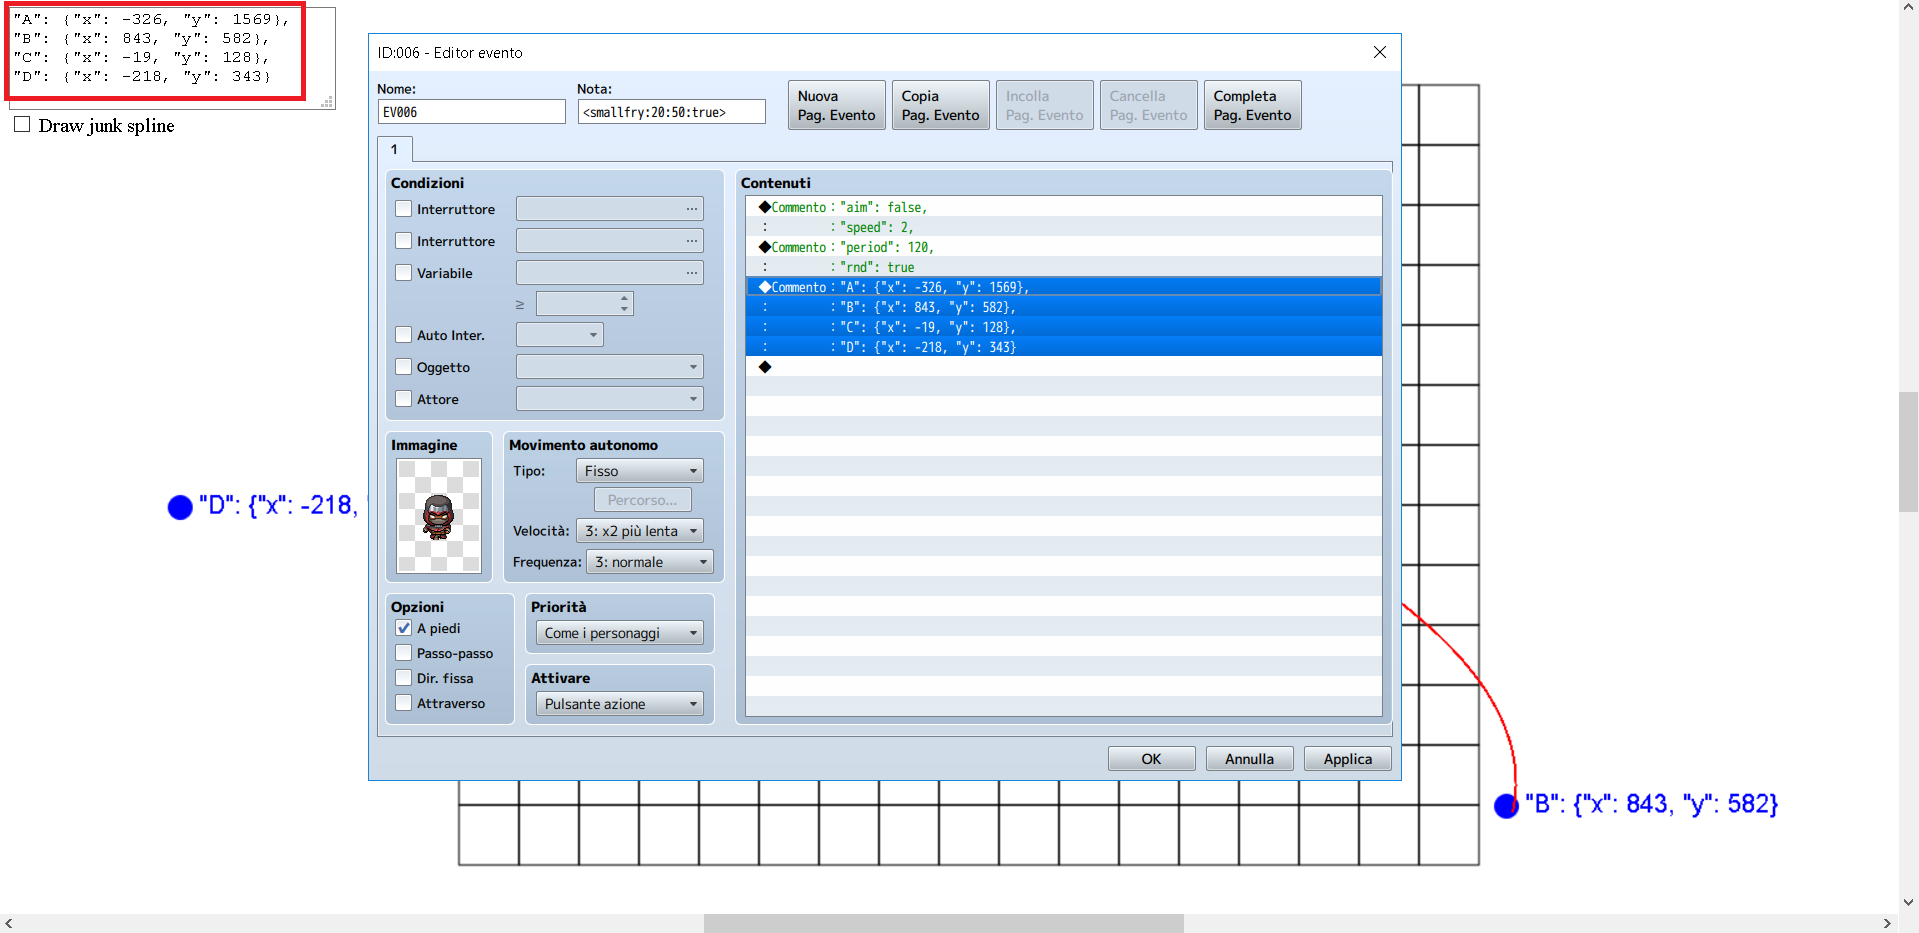 "A": {"x": -326, "y": 1569},
"B": {"x": 843, "y": 582},
"C": {"x": -19, "y": 128},
"D": {"x": -218, "y": 343}
Draw junk spline
ID:006 - Editor evento
Nome:
EV006
Nota:
<smallfry:20:50:true>
Nuova
Pag. Evento
Copia
Pag. Evento
Incolla
Pag. Evento
Cancella
Pag. Evento
Completa
Pag. Evento
1
Condizioni
Interruttore
...
Interruttore
...
Variabile
...
≥
Auto Inter.
Oggetto
Attore
Immagine
Movimento autonomo
Tipo: Fisso
Percorso...
Velocità: 3: x2 più lenta
Frequenza: 3: normale
Opzioni
A piedi
Passo-passo
Dir. fissa
Attraverso
Priorità
Come i personaggi
Attivare
Pulsante azione
Contenuti
◆Commento : "aim": false,
: : "speed": 2,
◆Commento : "period": 120,
: : "rnd": true
◆Commento : "A": {"x": -326, "y": 1569},
: : "B": {"x": 843, "y": 582},
: : "C": {"x": -19, "y": 128},
: : "D": {"x": -218, "y": 343}
◆
OK
Annulla
Applica
"D": {"x": -218,
"B": {"x": 843, "y": 582}